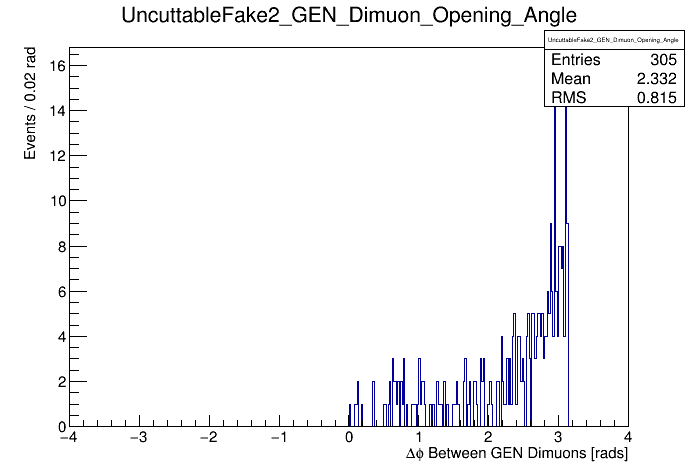 UncuttableFake2_GEN_Dimuon_Opening_Angle
UncuttableFake2_GEN_Dimuon_Opening_Angle
Entries 305
Mean 2.332
RMS 0.815
Events / 0.02 rad
16
14
12
10
8
6
4
2
0
−4 −3 −2 −1 0 1 2 3 4
Δϕ Between GEN Dimuons [rads]